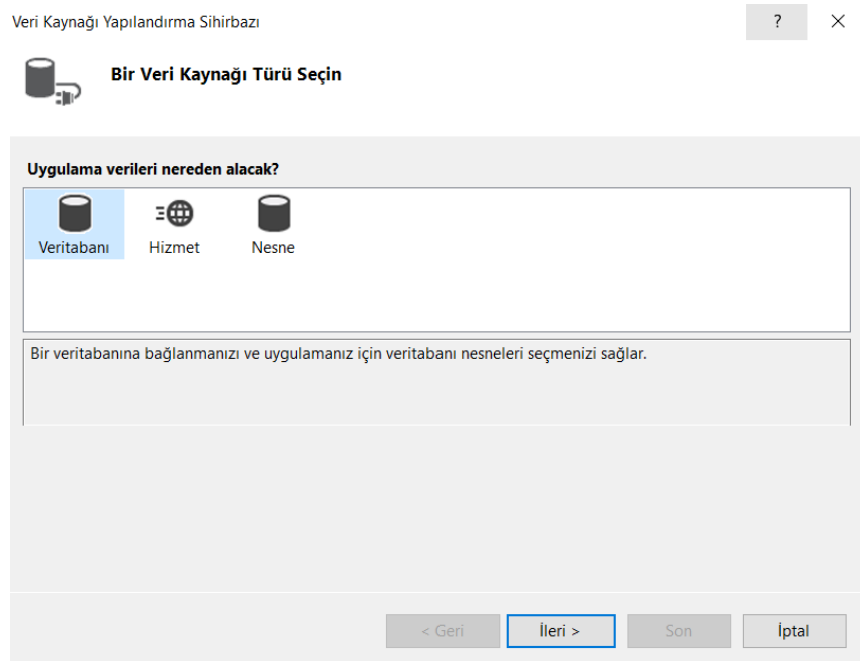 Veri Kaynağı Yapılandırma Sihirbazı
?
Bir Veri Kaynağı Türü Seçin
Uygulama verileri nereden alacak?
Veritabanı Hizmet Nesne
Bir veritabanına bağlanmanızı ve uygulamanız için veritabanı nesneleri seçmenizi sağlar.
< Geri İleri > Son İptal